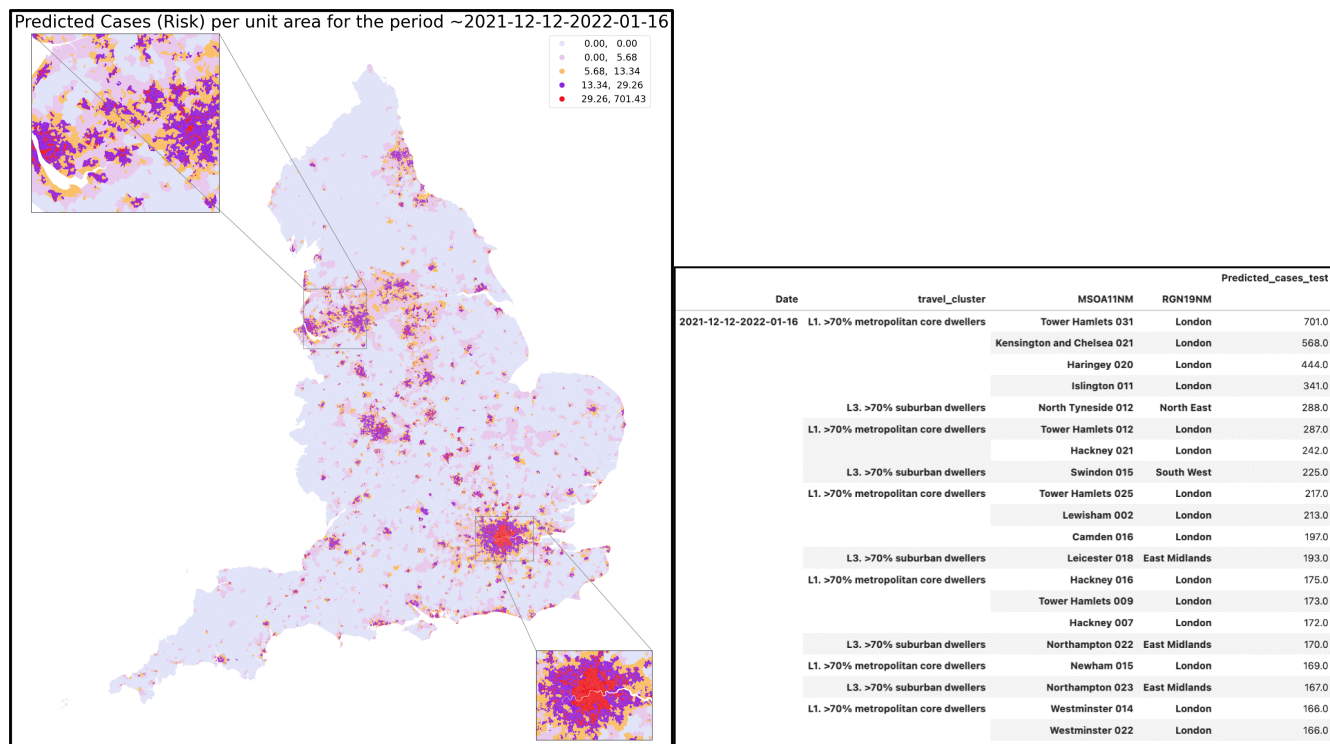 Predicted Cases (Risk) per unit area for the period ~2021-12-12-2022-01-16
0.00, 0.00
0.00, 5.68
5.68, 13.34
13.34, 29.26
29.26, 701.43
Predicted_cases_test
Date travel_cluster MSOA11NM RGN19NM
2021-12-12-2022-01-16 L1. >70% metropolitan core dwellers Tower Hamlets 031 London 701.0
Kensington and Chelsea 021 London 568.0
Haringey 020 London 444.0
Islington 011 London 341.0
L3. >70% suburban dwellers North Tyneside 012 North East 288.0
L1. >70% metropolitan core dwellers Tower Hamlets 012 London 287.0
Hackney 021 London 242.0
L3. >70% suburban dwellers Swindon 015 South West 225.0
L1. >70% metropolitan core dwellers Tower Hamlets 025 London 217.0
Lewisham 002 London 213.0
Camden 016 London 197.0
L3. >70% suburban dwellers Leicester 018 East Midlands 193.0
L1. >70% metropolitan core dwellers Hackney 016 London 175.0
Tower Hamlets 009 London 173.0
Hackney 007 London 172.0
L3. >70% suburban dwellers Northampton 022 East Midlands 170.0
L1. >70% metropolitan core dwellers Newham 015 London 169.0
L3. >70% suburban dwellers Northampton 023 East Midlands 167.0
L1. >70% metropolitan core dwellers Westminster 014 London 166.0
Westminster 022 London 166.0